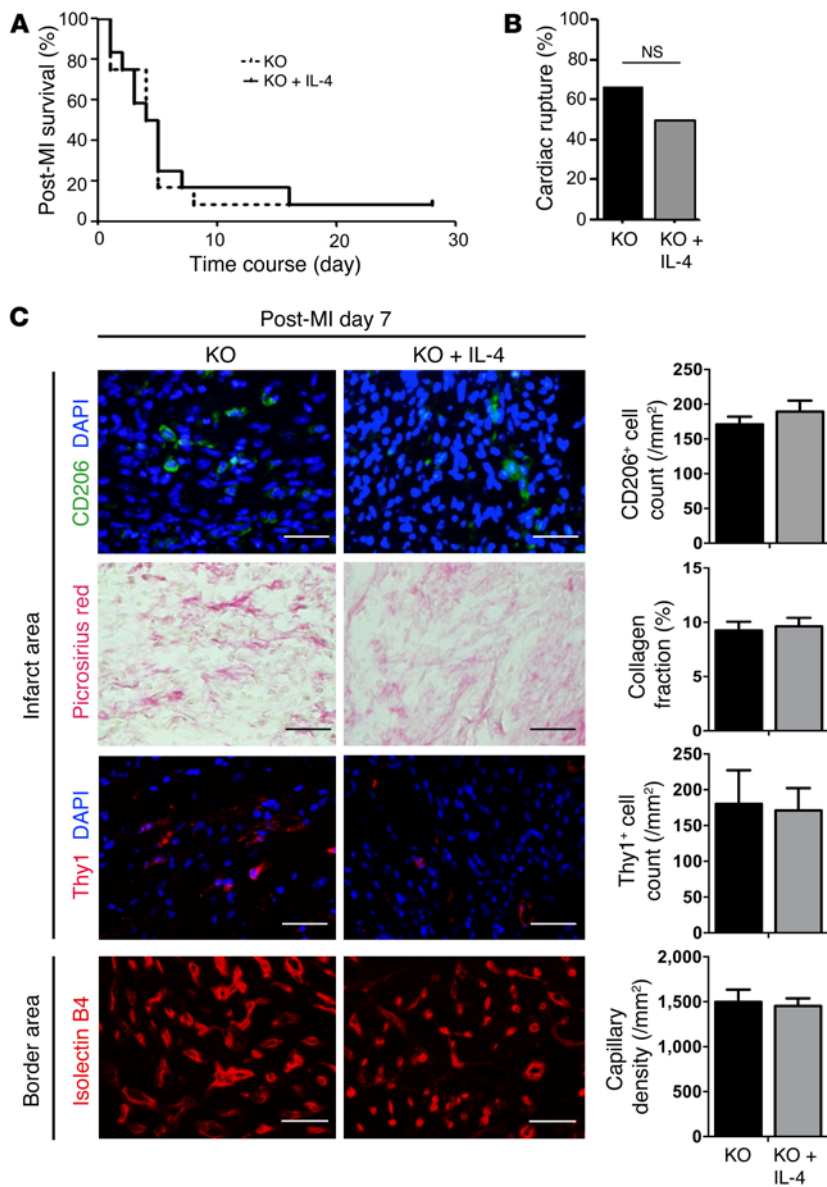 A
Post-MI survival (%)
100
80
60
40
20
0
0
10
20
30
Time course (day)
KO
KO + IL-4
B
Cardiac rupture (%)
100
80
60
40
20
0
NS
KO
KO +
IL-4
C
Post-MI day 7
KO
KO + IL-4
Infarct area
Border area
CD206 DAPI
Picrosirius red
Thy1 DAPI
Isolectin B4
CD206⁺ cell
count (/mm²)
250
200
150
100
50
0
Collagen
fraction (%)
15
10
5
0
Thy1⁺ cell
count (/mm²)
250
200
150
100
50
0
Capillary
density (/mm²)
2,000
1,500
1,000
500
0
KO
KO +
IL-4